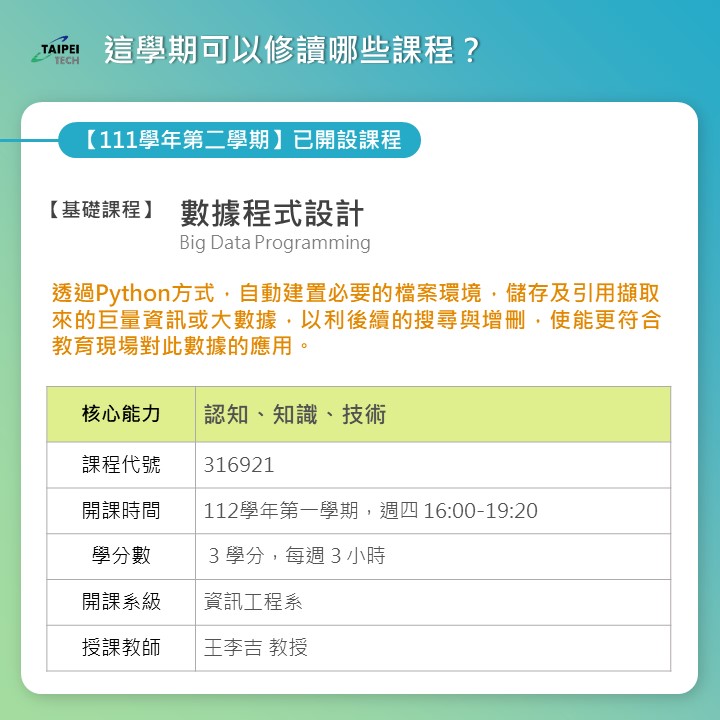 TAIPEI
TECH
這學期可以修讀哪些課程？
【111學年第二學期】已開設課程
【基礎課程】 數據程式設計
Big Data Programming
透過Python方式，自動建置必要的檔案環境，儲存及引用擷取
來的巨量資訊或大數據，以利後續的搜尋與增刪，使能更符合
教育現場對此數據的應用。
核心能力 認知、知識、技術
課程代號 316921
開課時間 112學年第一學期，週四 16:00-19:20
學分數 3 學分，每週 3 小時
開課系級 資訊工程系
授課教師 王李吉 教授